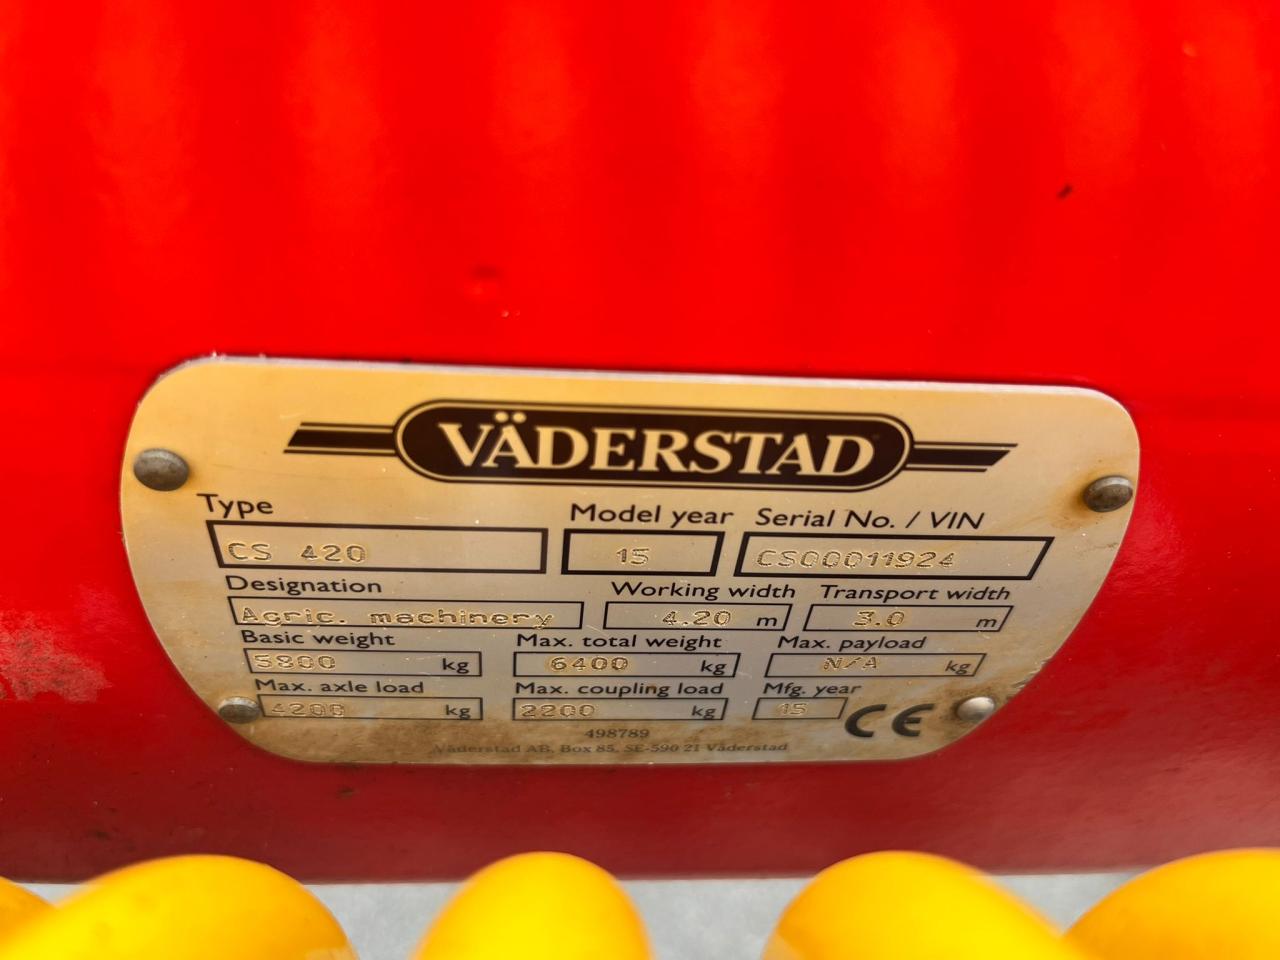 VÄDERSTAD
Type Model year Serial No. / VIN
CS 420 15 CS00011924
Designation Working width Transport width
Agric. machinery 4.20 m 3.0 m
Basic weight Max. total weight Max. payload
5800 kg 6400 kg N/A kg
Max. axle load Max. coupling load Mfg. year
4200 kg 2200 kg 15 CE
498789
Väderstad AB, Box 85, SE-590 21 Väderstad